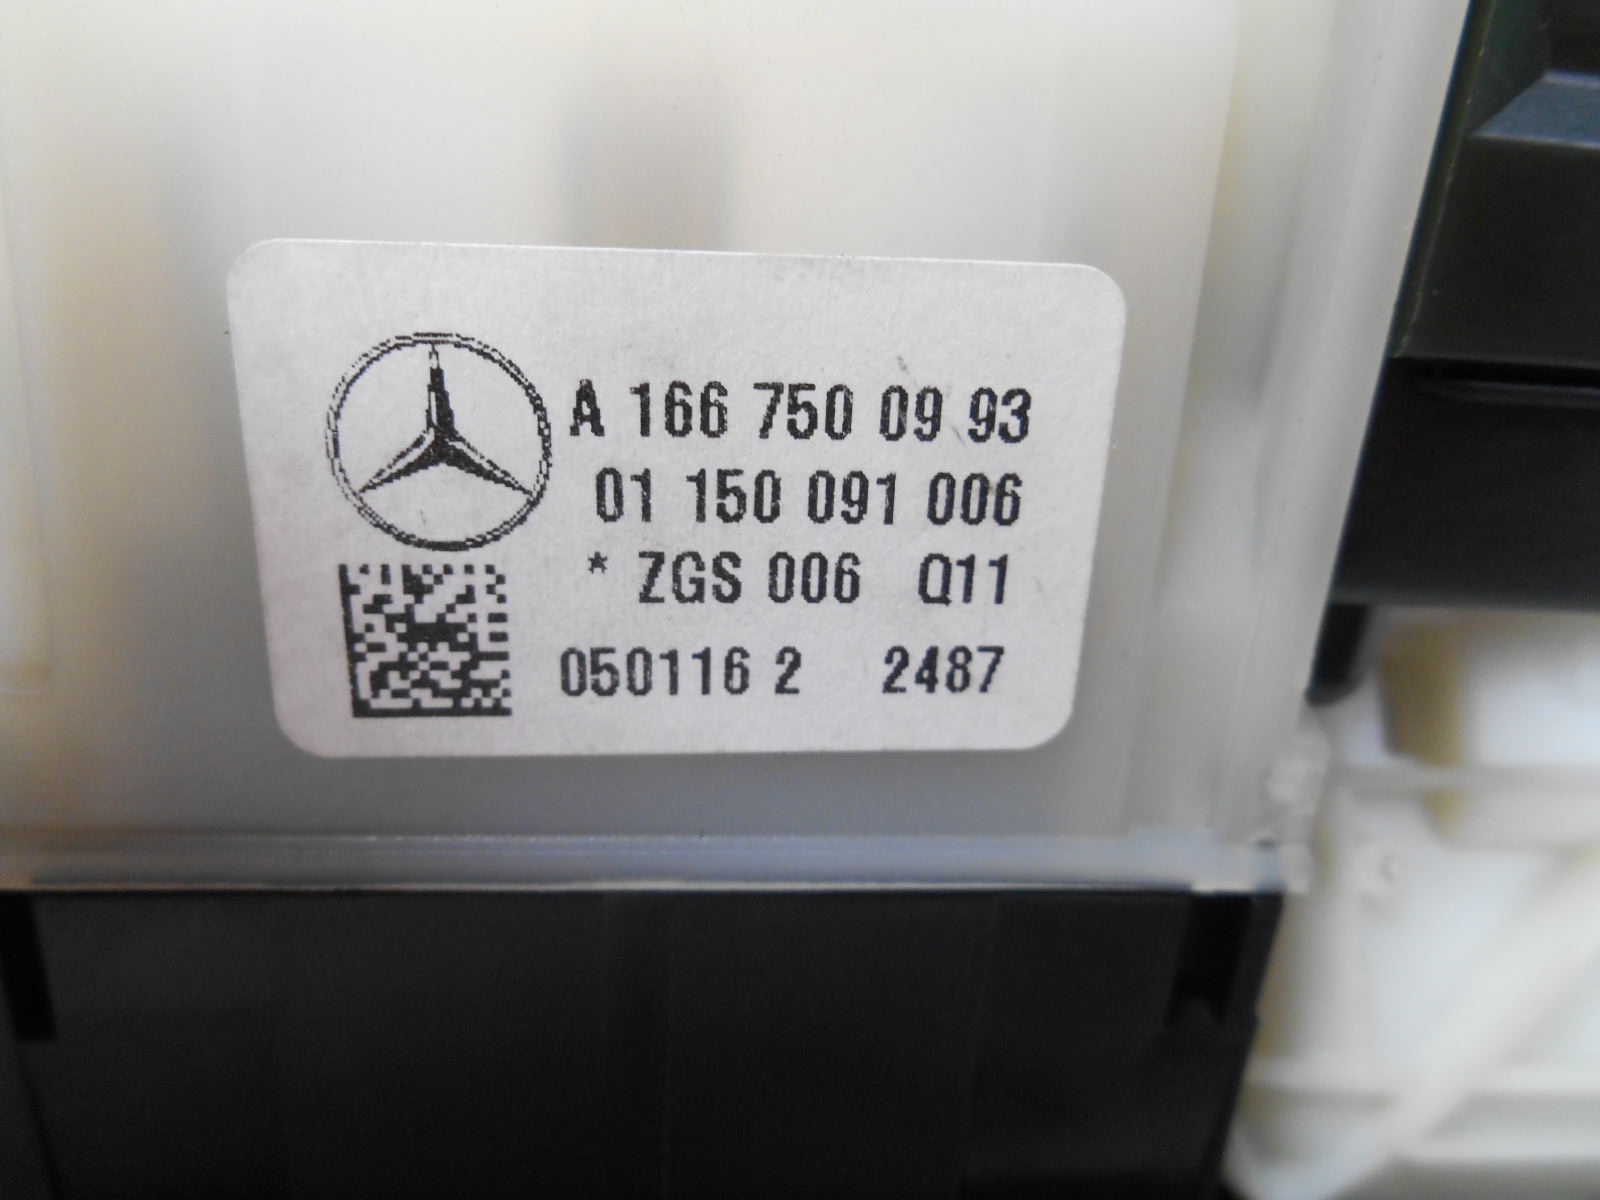 A 166 750 09 93
01 150 091 006
* ZGS 006 Q11
050116 2 2487